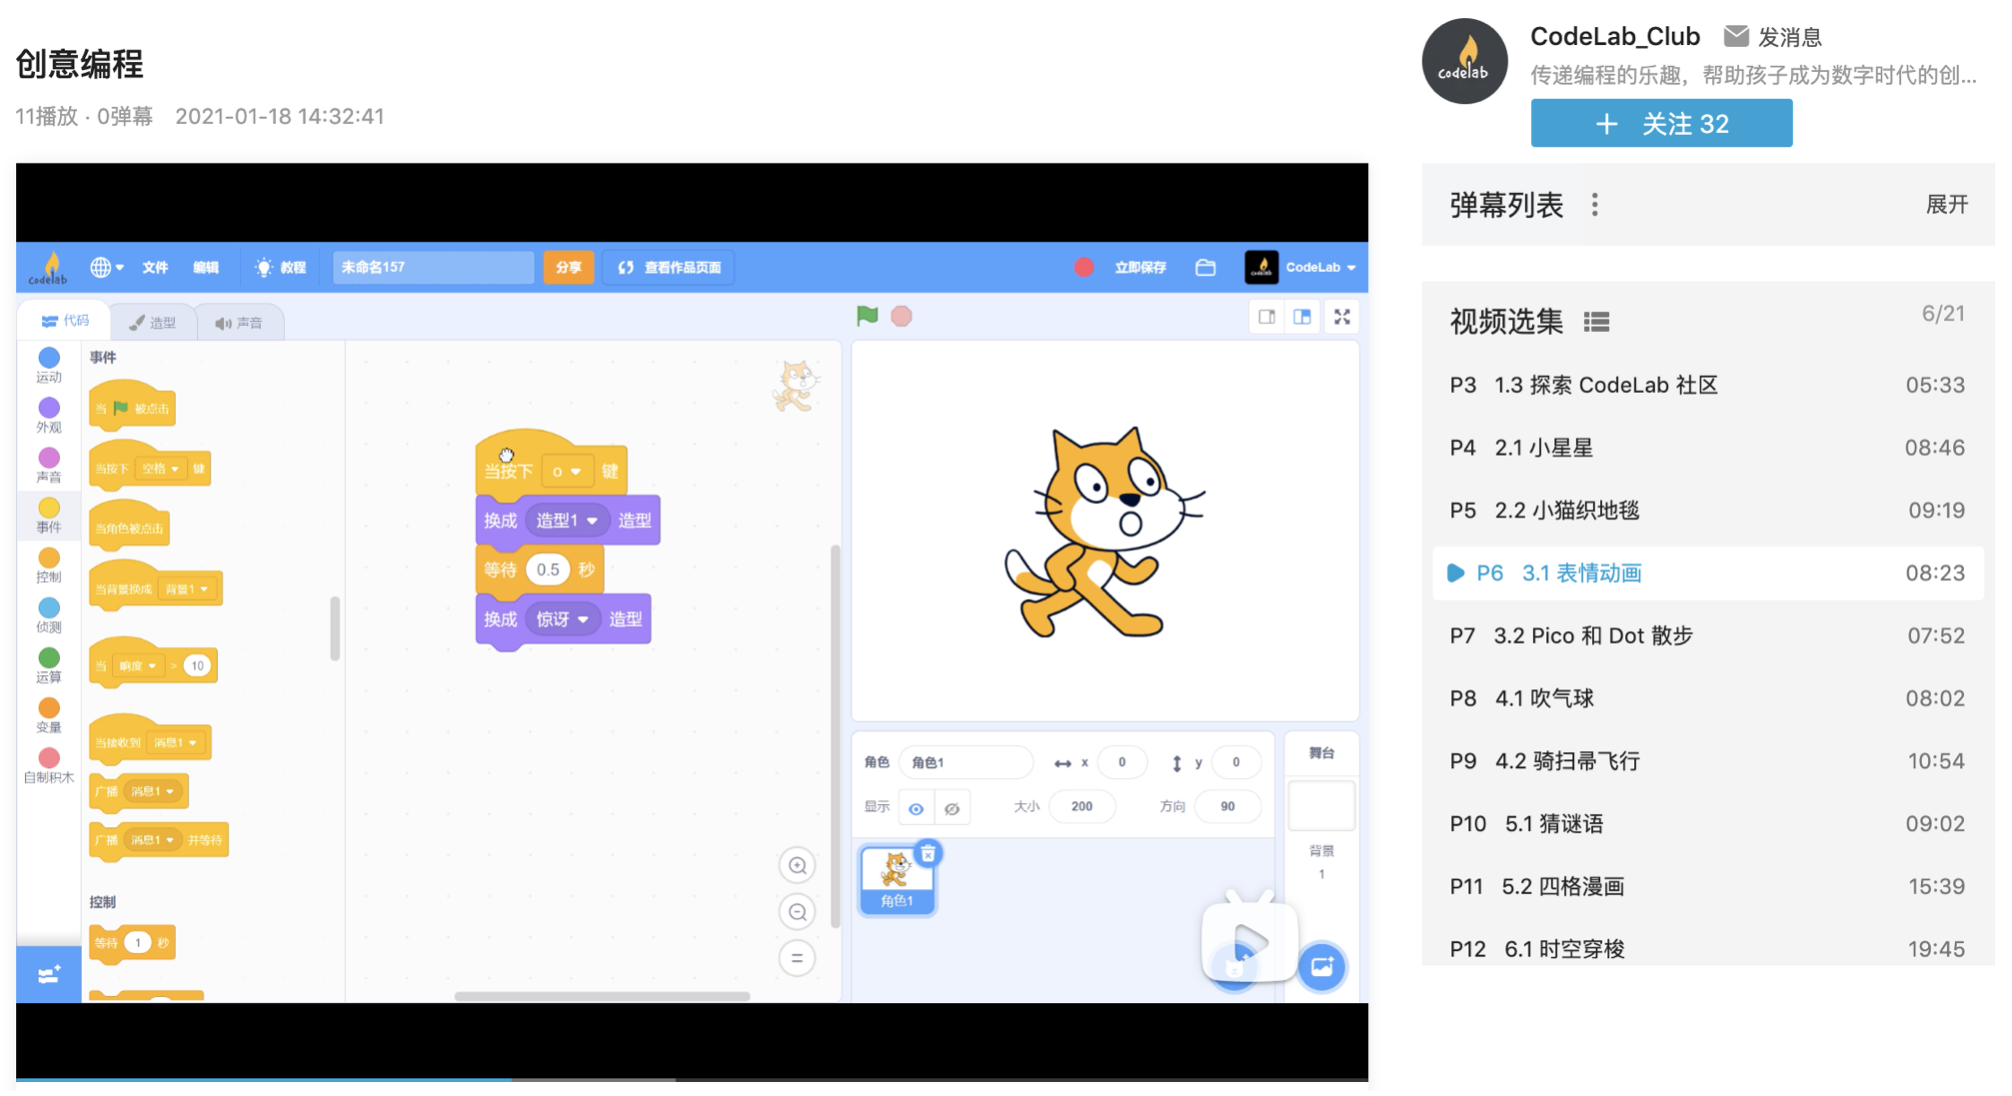 创意编程
11播放 · 0弹幕 2021-01-18 14:32:41
codelab
CodeLab_Club 发消息
传递编程的乐趣，帮助孩子成为数字时代的创...
+ 关注 32
弹幕列表 展开
视频选集 6/21
P3 1.3 探索 CodeLab 社区 05:33
P4 2.1 小星星 08:46
P5 2.2 小猫织地毯 09:19
P6 3.1 表情动画 08:23
P7 3.2 Pico 和 Dot 散步 07:52
P8 4.1 吹气球 08:02
P9 4.2 骑扫帚飞行 10:54
P10 5.1 猜谜语 09:02
P11 5.2 四格漫画 15:39
P12 6.1 时空穿梭 19:45
codelab 文件 编辑 教程 未命名157 分享 查看作品页面 立即保存 CodeLab
代码 造型 声音
运动
外观
声音
事件
控制
侦测
运算
变量
自制积木
事件
当 被点击
当按下 空格 键
当角色被点击
当背景换成 背景1
当 响度 > 10
当接收到 消息1
广播 消息1
广播 消息1 并等待
控制
等待 1 秒
当按下 o 键
换成 造型1 造型
等待 0.5 秒
换成 惊讶 造型
角色 角色1 x 0 y 0
显示 大小 200 方向 90
角色1
舞台
背景
1